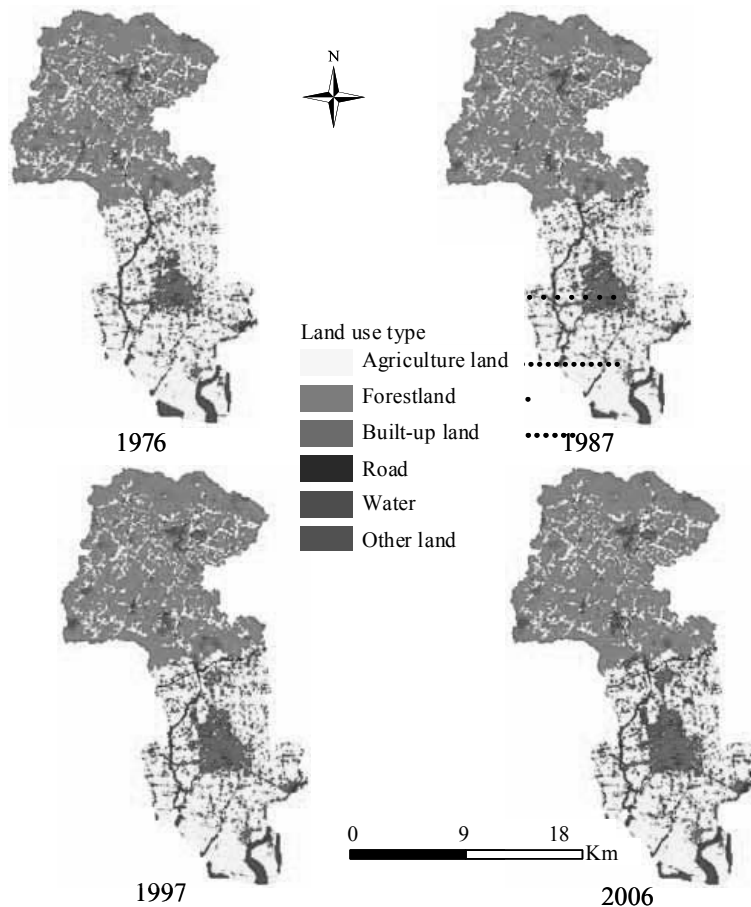 N
Land use type
Agriculture land
Forestland
Built-up land
Road
Water
Other land
1976
1987
0 9 18
Km
1997
2006